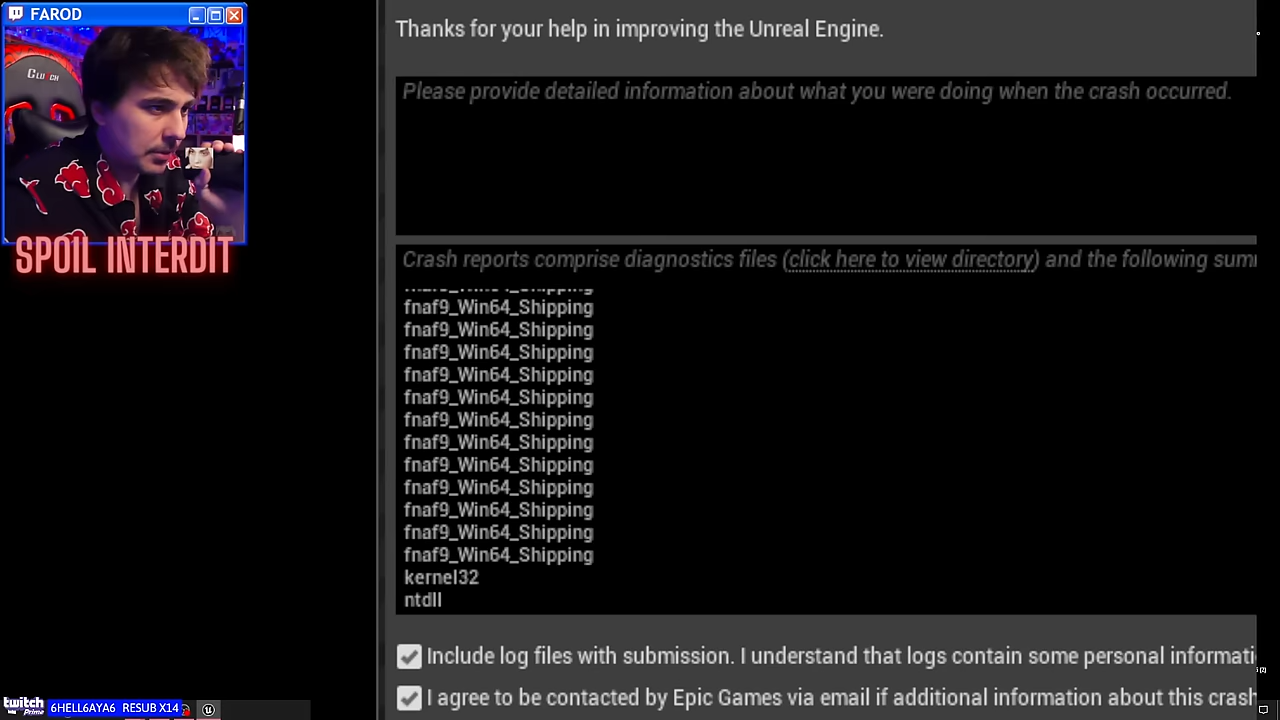 FAROD
CLUTCH
SPOIL INTERDIT
Thanks for your help in improving the Unreal Engine.
Please provide detailed information about what you were doing when the crash occurred.
Crash reports comprise diagnostics files (click here to view directory) and the following sum
fnaf9_Win64_Shipping
fnaf9_Win64_Shipping
fnaf9_Win64_Shipping
fnaf9_Win64_Shipping
fnaf9_Win64_Shipping
fnaf9_Win64_Shipping
fnaf9_Win64_Shipping
fnaf9_Win64_Shipping
fnaf9_Win64_Shipping
fnaf9_Win64_Shipping
fnaf9_Win64_Shipping
fnaf9_Win64_Shipping
fnaf9_Win64_Shipping
kernel32
ntdll
Include log files with submission. I understand that logs contain some personal informati
I agree to be contacted by Epic Games via email if additional information about this crash
twitch
Prime
6HELL6AYA6 RESUB X14